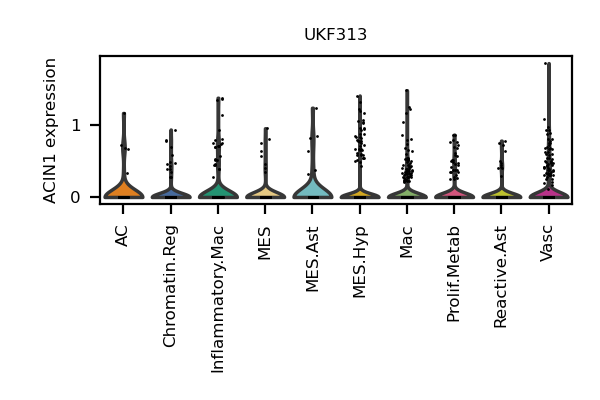 UKF313
ACIN1 expression
1
0
AC
Chromatin.Reg
Inflammatory.Mac
MES
MES.Ast
MES.Hyp
Mac
Prolif.Metab
Reactive.Ast
Vasc